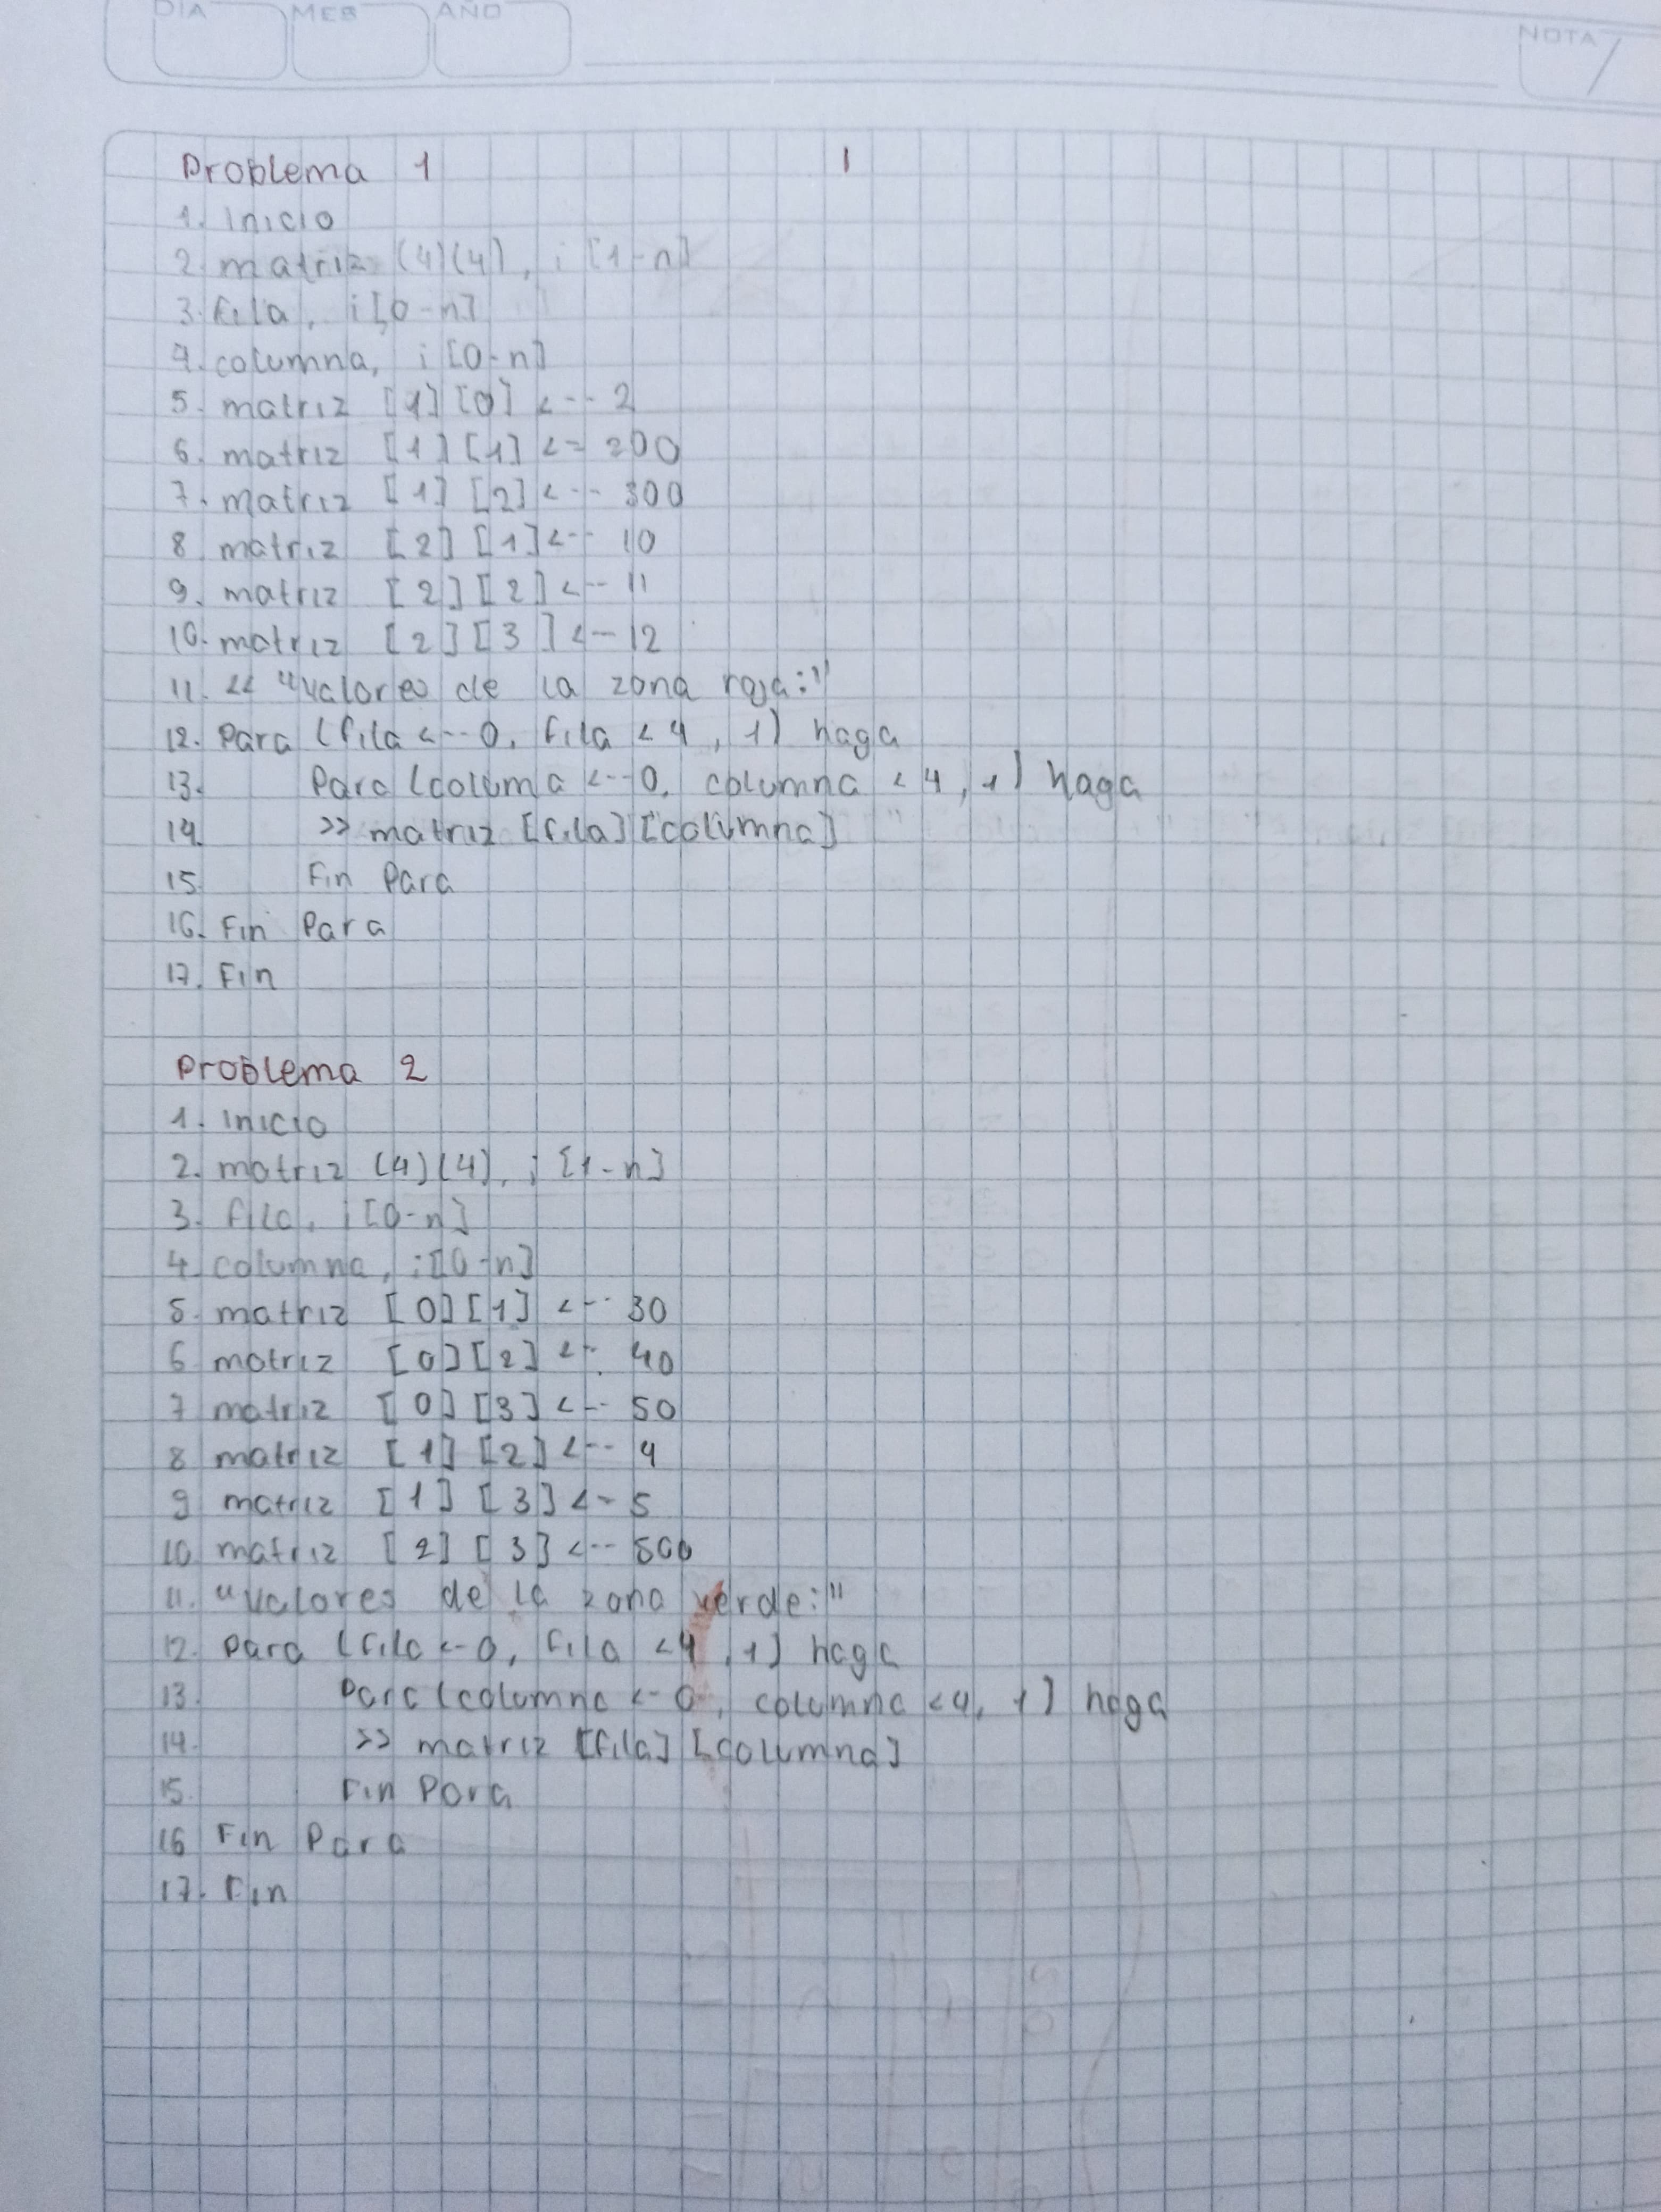 DIA MES AÑO
NOTA
Problema 1
1. Inicio
2. matriz (4)(4), i [1-n]
3. fila, i[0-n]
4. columna, i [0-n]
5. matriz [1][0] <-- 2
6. matriz [1][1] <= 200
7. matriz [1][2] <-- 300
8 matriz [2][1] <-- 10
9. matriz [2][2] <-- 11
10. matriz [2][3] <-- 12
11. << "valores de la zona roja:"
12. Para (fila <-- 0, fila < 4, 1) haga
13. Para (columa <-- 0, columna < 4, 1) haga
14. >> matriz [fila][columna]
15 Fin Para
16. Fin Para
17. Fin
Problema 2
1. Inicio
2. matriz (4)(4), i [1-n]
3. fila, i[0-n]
4. columna, i[0-n]
5. matriz [0][1] <-- 30
6 matriz [0][2] <-- 40
7 matriz [0][3] <-- 50
8 matriz [1][2] <-- 4
9 matriz [1][3] <-- 5
10 matriz [2][3] <-- 500
11. "valores de la zona verde:"
12. Para (fila <- 0, fila < 4, 1) haga
13. Para (columna <- 0, columna < 4, 1) haga
14. >> matriz [fila][columna]
15. Fin Para
16 Fin Para
17. Fin